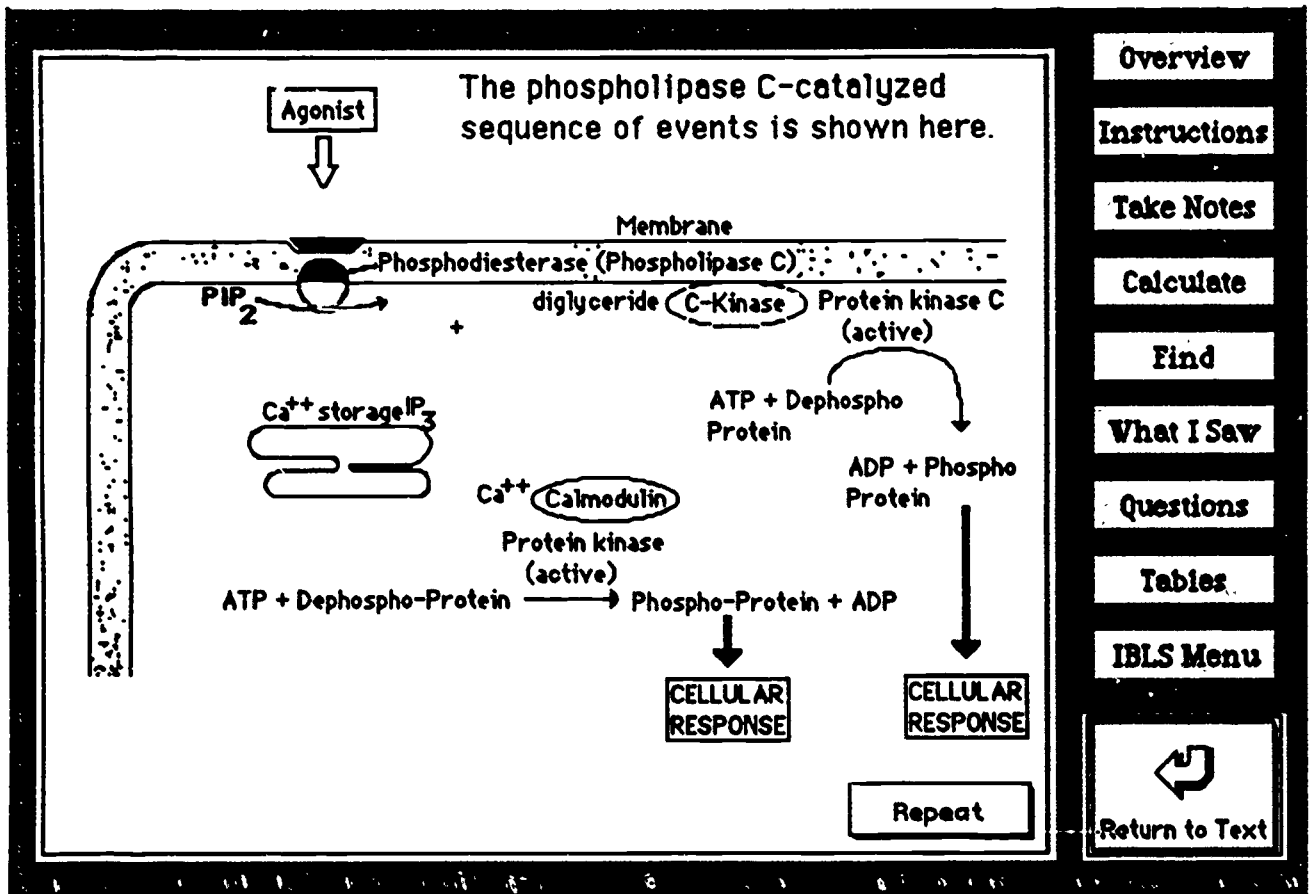 The phospholipase C-catalyzed
sequence of events is shown here.
Agonist
Membrane
Phosphodiesterase (Phospholipase C)
PIP2
diglyceride
C-Kinase
Protein kinase C
(active)
+
ATP + Dephospho
Protein
Ca++ storage IP3
ADP + Phospho
Protein
Ca++
Calmodulin
Protein kinase
(active)
ATP + Dephospho-Protein
Phospho-Protein + ADP
CELLULAR
RESPONSE
CELLULAR
RESPONSE
Repeat
Overview
Instructions
Take Notes
Calculate
Find
What I Saw
Questions
Tables
IBLS Menu
Return to Text